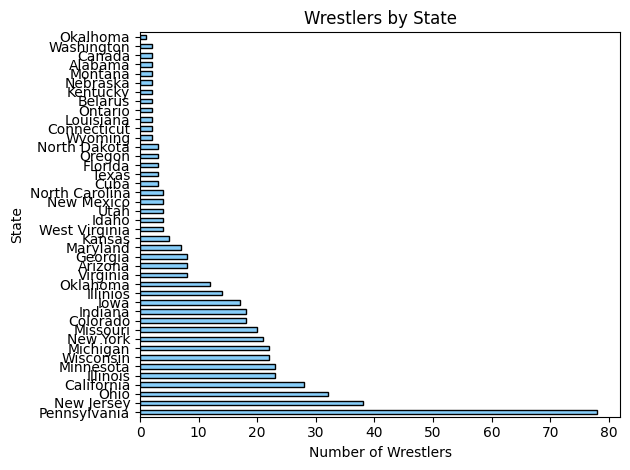 Wrestlers by State
Okalhoma
Washington
Canada
Alabama
Montana
Nebraska
Kentucky
Belarus
Ontario
Louisiana
Connecticut
Wyoming
North Dakota
Oregon
Florida
Texas
Cuba
North Carolina
New Mexico
Utah
Idaho
West Virginia
Kansas
Maryland
Georgia
Arizona
Virginia
Oklahoma
Illinios
Iowa
Indiana
Colorado
Missouri
New York
Michigan
Wisconsin
Minnesota
Illinois
California
Ohio
New Jersey
Pennsylvania
State
0 10 20 30 40 50 60 70 80
Number of Wrestlers